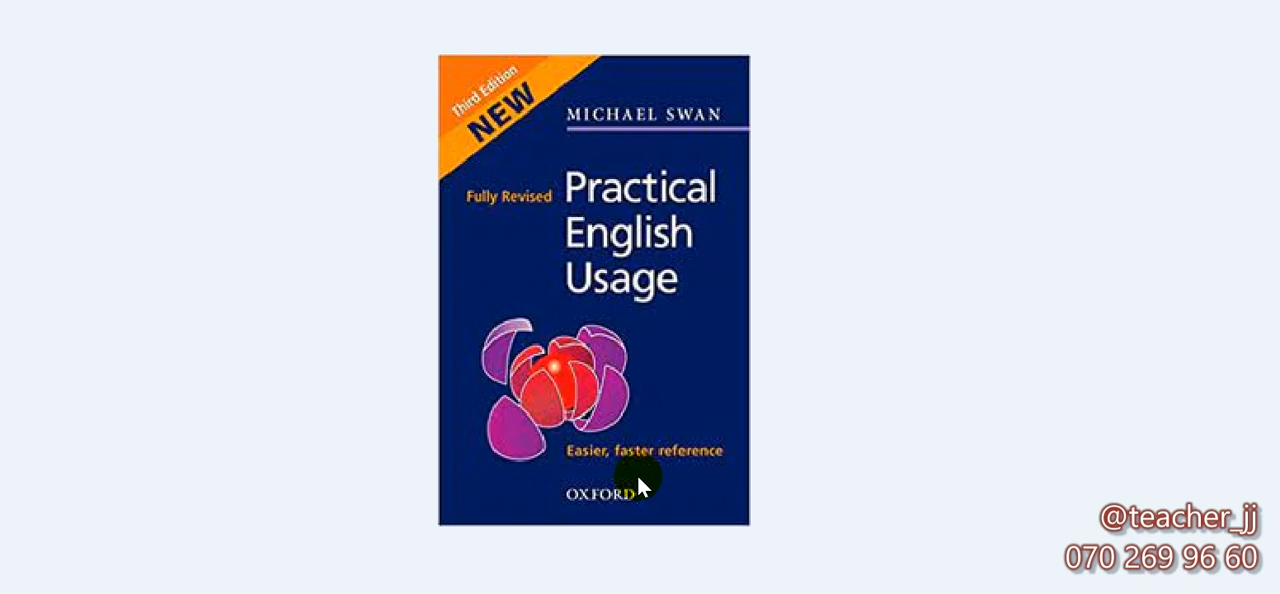 Third Edition
NEW
MICHAEL SWAN
Fully Revised
Practical
English
Usage
Easier, faster reference
OXFORD
@teacher_jj
070 269 96 60